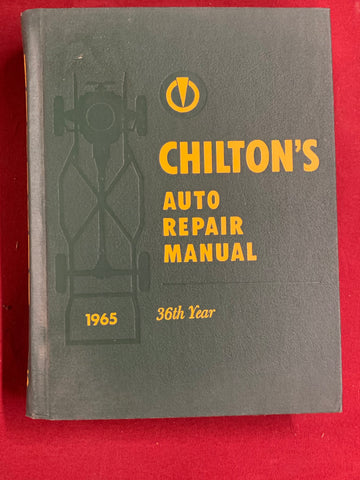 CHILTON'S
AUTO
REPAIR
MANUAL
1965
36th Year